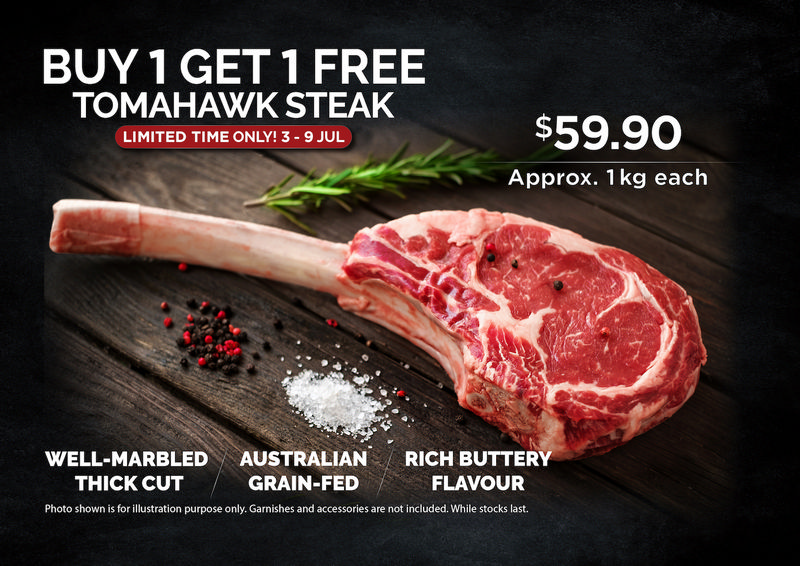 BUY 1 GET 1 FREE
TOMAHAWK STEAK
LIMITED TIME ONLY! 3 - 9 JUL
$59.90
Approx. 1kg each
WELL-MARBLED
THICK CUT
AUSTRALIAN
GRAIN-FED
RICH BUTTERY
FLAVOUR
Photo shown is for illustration purpose only. Garnishes and accessories are not included. While stocks last.